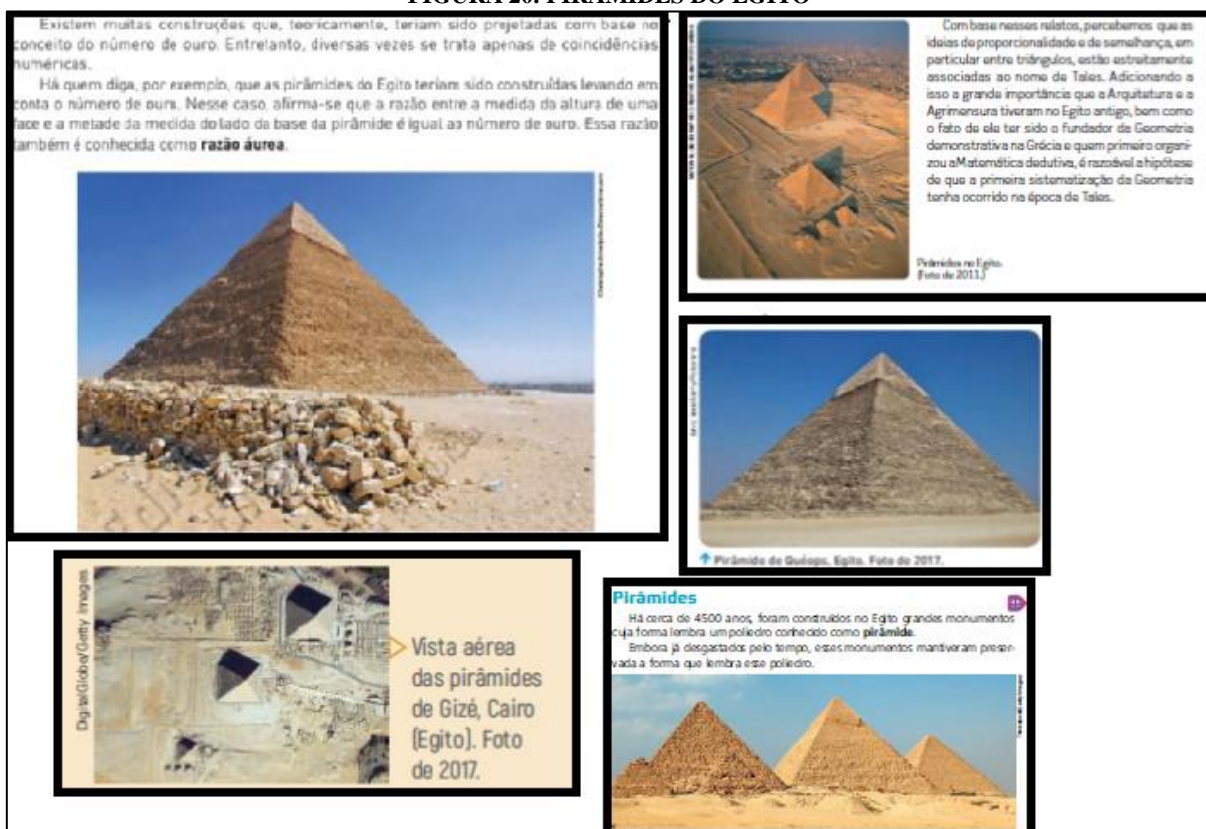 FIGURA 20: PIRÂMIDES DO EGITO
Existem muitas construções que, teoricamente, teriam sido projetadas com base no
conceito do número de ouro. Entretanto, diversas vezes se trata apenas de coincidências
numéricas.
Há quem diga, por exemplo, que as pirâmides do Egito teriam sido construídas levando em
conta o número de ouro. Nesse caso, afirma-se que a razão entre a medida da altura de uma
face e a metade da medida do lado da base da pirâmide é igual ao número de ouro. Essa razão
também é conhecida como razão áurea.
Com base nesses relatos, percebemos que as
ideias de proporcionalidade e de semelhança, em
particular entre triângulos, estão estreitamente
associadas ao nome de Tales. Adicionando a
isso a grande importância que a Arquitetura e a
Agrimensura tiveram no Egito antigo, bem como
o fato de ele ter sido o fundador da Geometria
demonstrativa na Grécia e quem primeiro organi-
zou a Matemática dedutiva, é razoável a hipótese
de que a primeira sistematização da Geometria
tenha ocorrido na época de Tales.
Pirâmides no Egito.
(Foto de 2011.)
Pirâmide de Quéops, Egito. Foto de 2017.
DigitalGlobe/Getty Images
Vista aérea
das pirâmides
de Gizé, Cairo
(Egito). Foto
de 2017.
Pirâmides
Há cerca de 4500 anos, foram construídos no Egito grandes monumentos
cuja forma lembra um poliedro conhecido como pirâmide.
Embora já desgastados pelo tempo, esses monumentos mantiveram preser-
vada a forma que lembra esse poliedro.